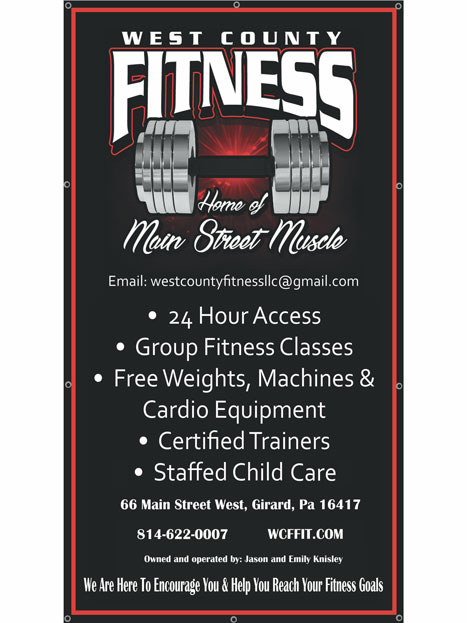 WEST COUNTY
FITNESS
Home of
Main Street Muscle
Email: westcountyfitnessllc@gmail.com
• 24 Hour Access
• Group Fitness Classes
• Free Weights, Machines &
Cardio Equipment
• Certified Trainers
• Staffed Child Care
66 Main Street West, Girard, Pa 16417
814-622-0007 WCFFIT.COM
Owned and operated by: Jason and Emily Knisley
We Are Here To Encourage You & Help You Reach Your Fitness Goals